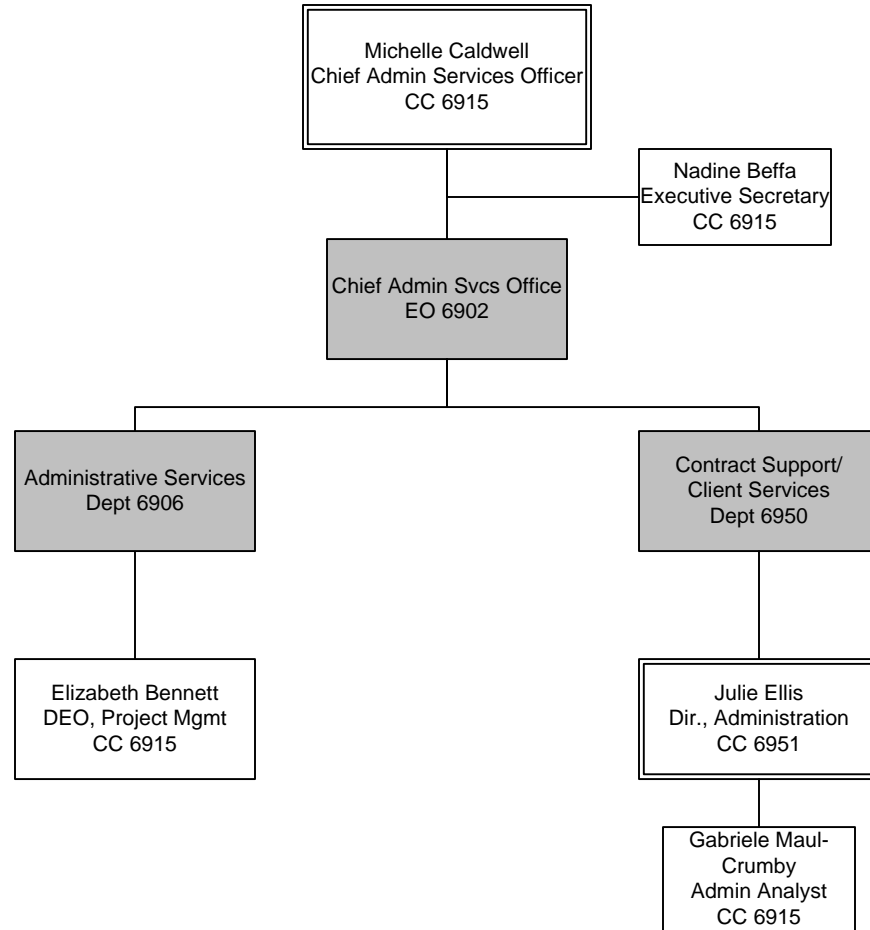 Michelle Caldwell
Chief Admin Services Officer
CC 6915
Nadine Beffa
Executive Secretary
CC 6915
Chief Admin Svcs Office
EO 6902
Administrative Services
Dept 6906
Contract Support/
Client Services
Dept 6950
Elizabeth Bennett
DEO, Project Mgmt
CC 6915
Julie Ellis
Dir., Administration
CC 6951
Gabriele Maul-
Crumby
Admin Analyst
CC 6915